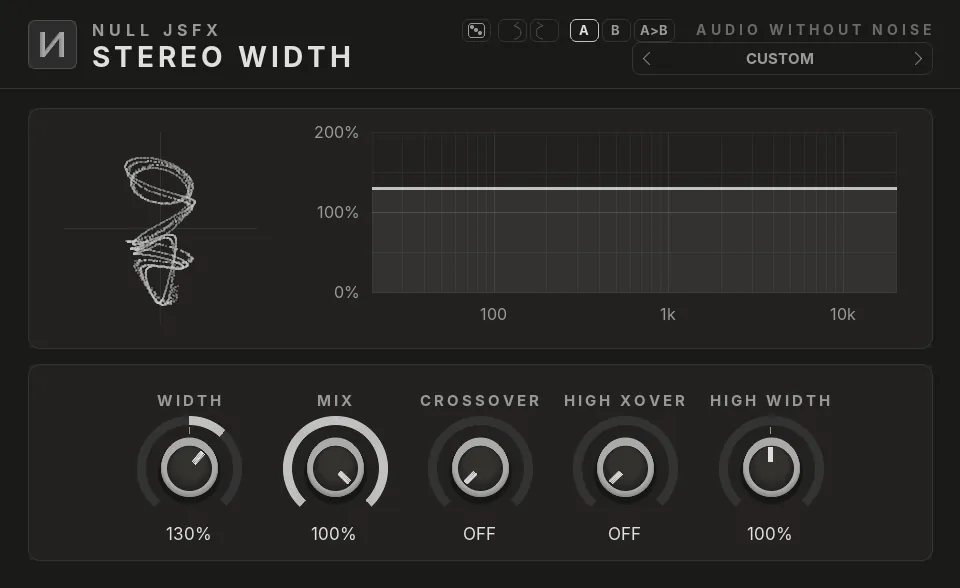 NULL JSFX
STEREO WIDTH
A B A>B AUDIO WITHOUT NOISE
CUSTOM
200%
100%
0%
100 1k 10k
WIDTH MIX CROSSOVER HIGH XOVER HIGH WIDTH
130% 100% OFF OFF 100%